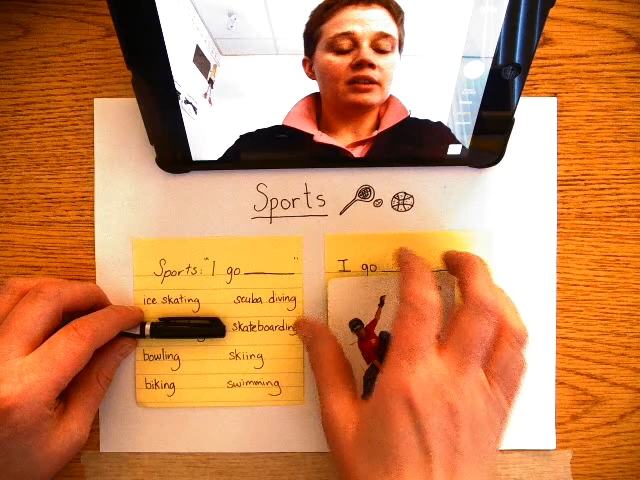 Sports
Sports: "I go ______"
ice skating scuba diving
skateboarding
bowling skiing
biking swimming
I go